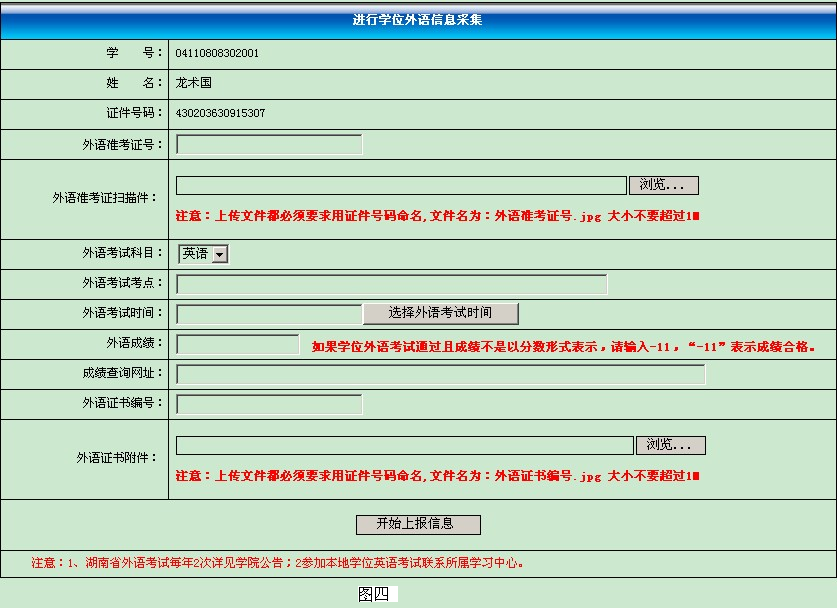 进行学位外语信息采集
学 号： 04110808302001
姓 名： 龙术国
证件号码： 430203630915307
外语准考证号：
外语准考证扫描件： 浏览...
注意：上传文件都必须要求用证件号码命名,文件名为：外语准考证号.jpg 大小不要超过1M
外语考试科目： 英语
外语考试考点：
外语考试时间： 选择外语考试时间
外语成绩： 如果学位外语考试通过且成绩不是以分数形式表示，请输入-11，“-11”表示成绩合格。
成绩查询网址：
外语证书编号：
外语证书附件： 浏览...
注意：上传文件都必须要求用证件号码命名,文件名为：外语证书编号.jpg 大小不要超过1M
开始上报信息
注意：1、湖南省外语考试每年2次详见学院公告；2参加本地学位英语考试联系所属学习中心。
图四